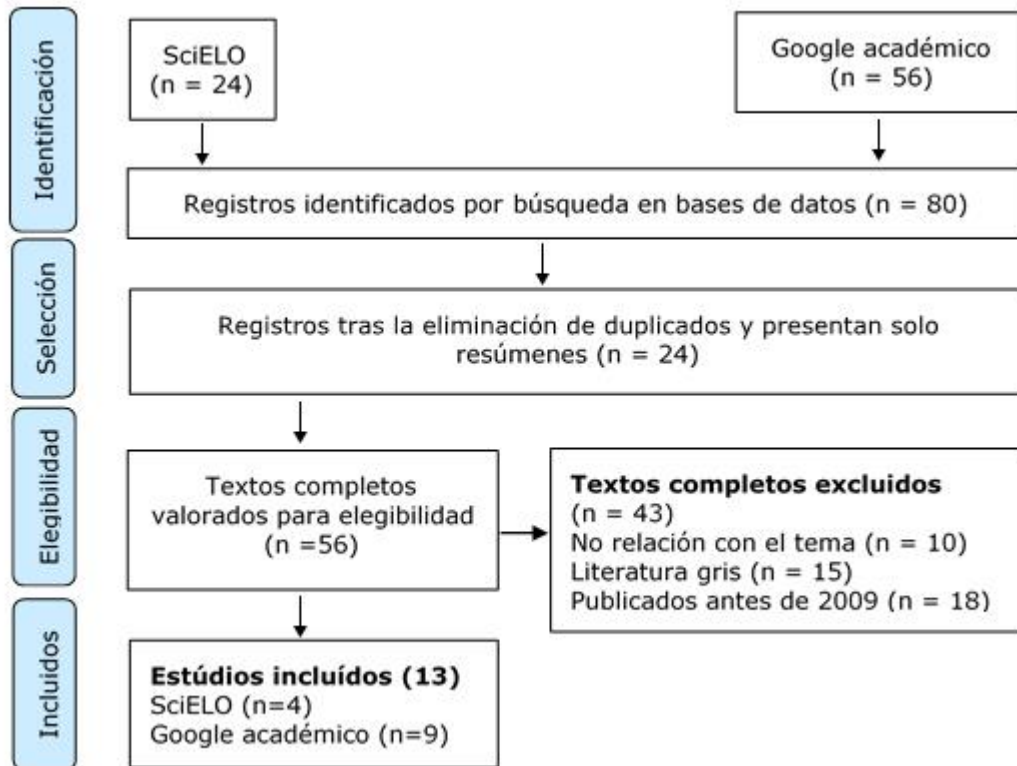 Identificación
SciELO
(n = 24)
Google académico
(n = 56)
Registros identificados por búsqueda en bases de datos (n = 80)
Selección
Registros tras la eliminación de duplicados y presentan solo
resúmenes (n = 24)
Elegibilidad
Textos completos
valorados para elegibilidad
(n =56)
Textos completos excluidos
(n = 43)
No relación con el tema (n = 10)
Literatura gris (n = 15)
Publicados antes de 2009 (n = 18)
Incluidos
Estúdios incluídos (13)
SciELO (n=4)
Google académico (n=9)